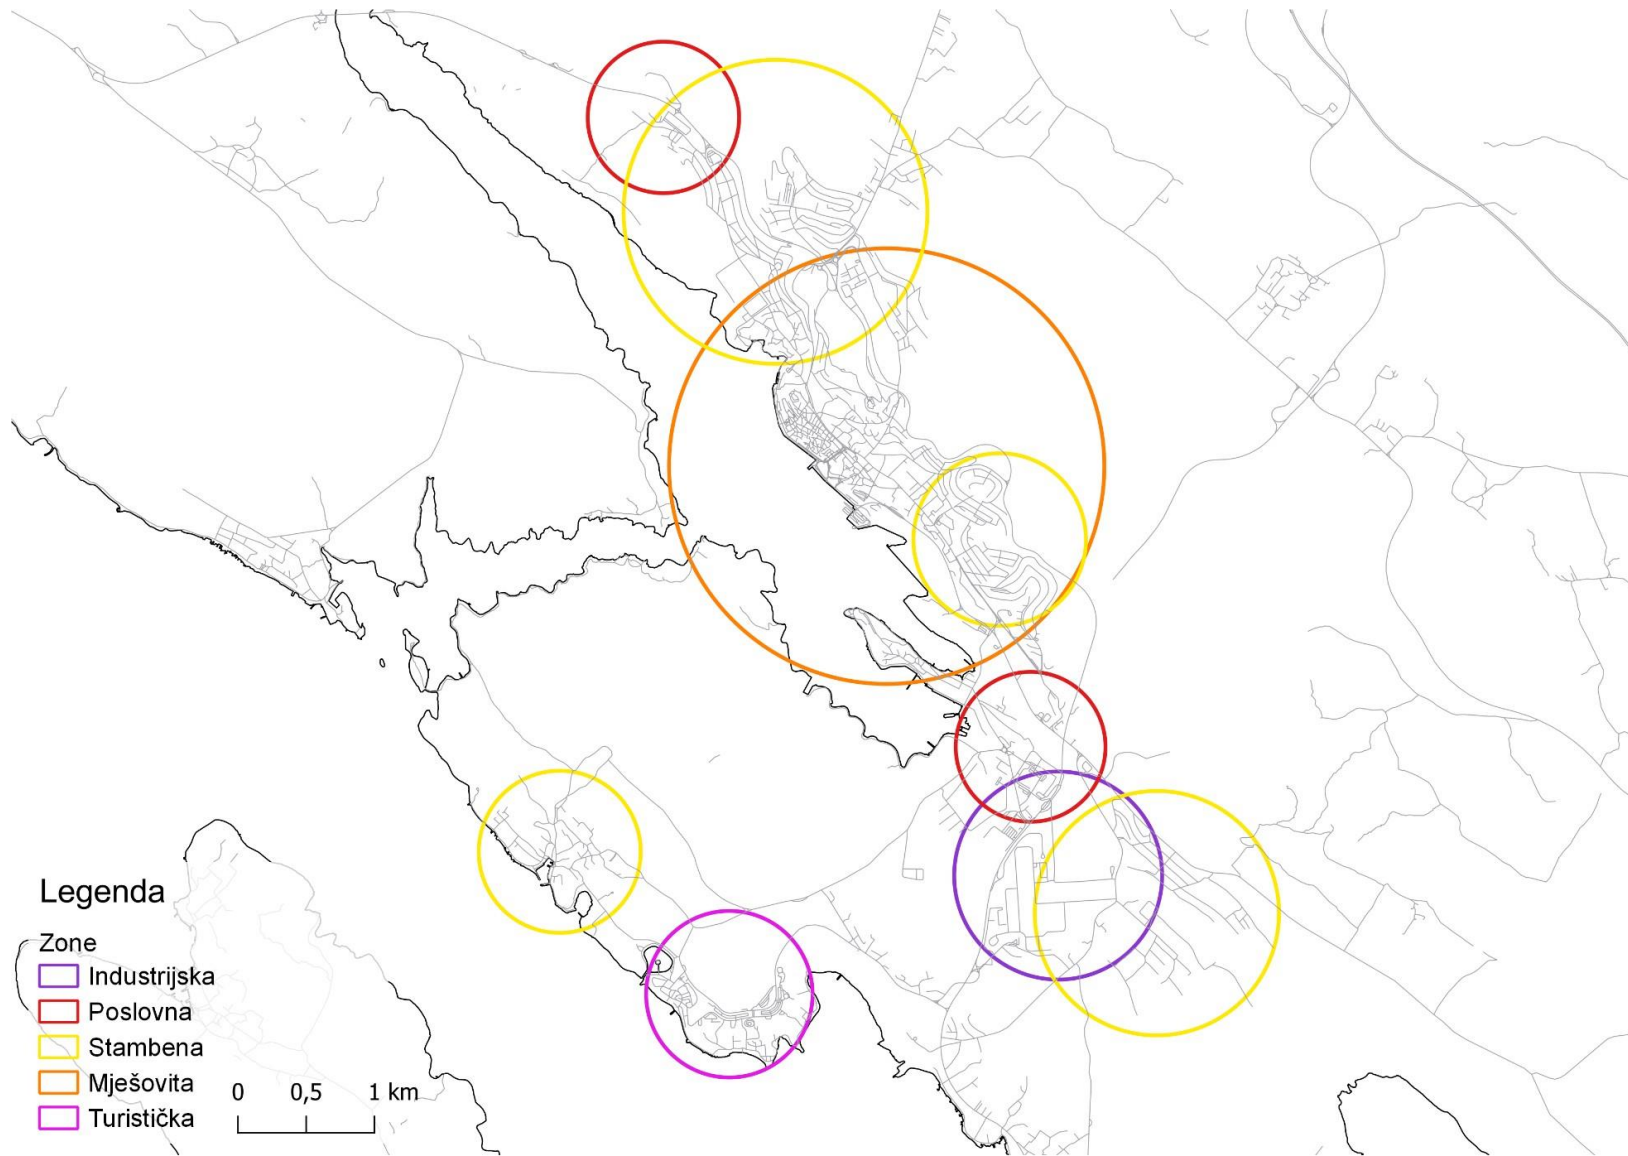 Legenda
Zone
Industrijska
Poslovna
Stambena
Mješovita
Turistička
0 0,5 1 km